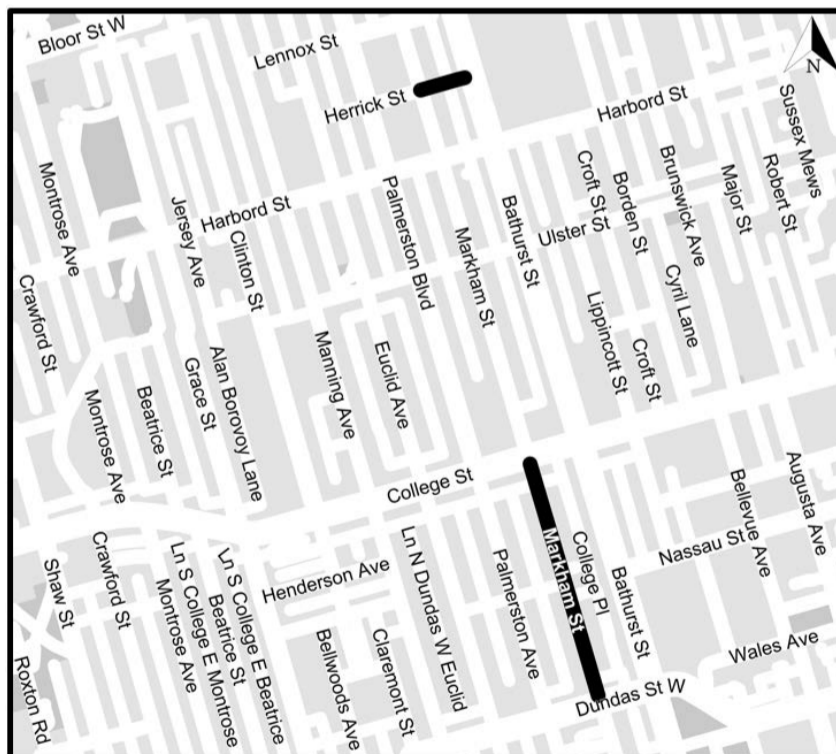 Bloor St W
Lennox St
N
Herrick St
Harbord St
Sussex Mews
Montrose Ave
Jersey Ave
Harbord St
Clinton St
Palmerston Blvd
Markham St
Bathurst St
Croft St
Borden St
Brunswick Ave
Major St
Robert St
Ulster St
Crawford St
Cyril Lane
Lippincott St
Croft St
Manning Ave
Euclid Ave
Alan Borovoy Lane
Grace St
Beatrice St
Montrose Ave
College St
Augusta Ave
Bellevue Ave
Nassau St
Shaw St
Crawford St
Ln S College E Montrose
Montrose Ave
Ln S College E Beatrice
Beatrice St
Henderson Ave
Ln N Dundas W Euclid
Palmerston Ave
Markham St
College Pl
Bathurst St
Roxton Rd
Bellwoods Ave
Claremont St
Wales Ave
Dundas St W